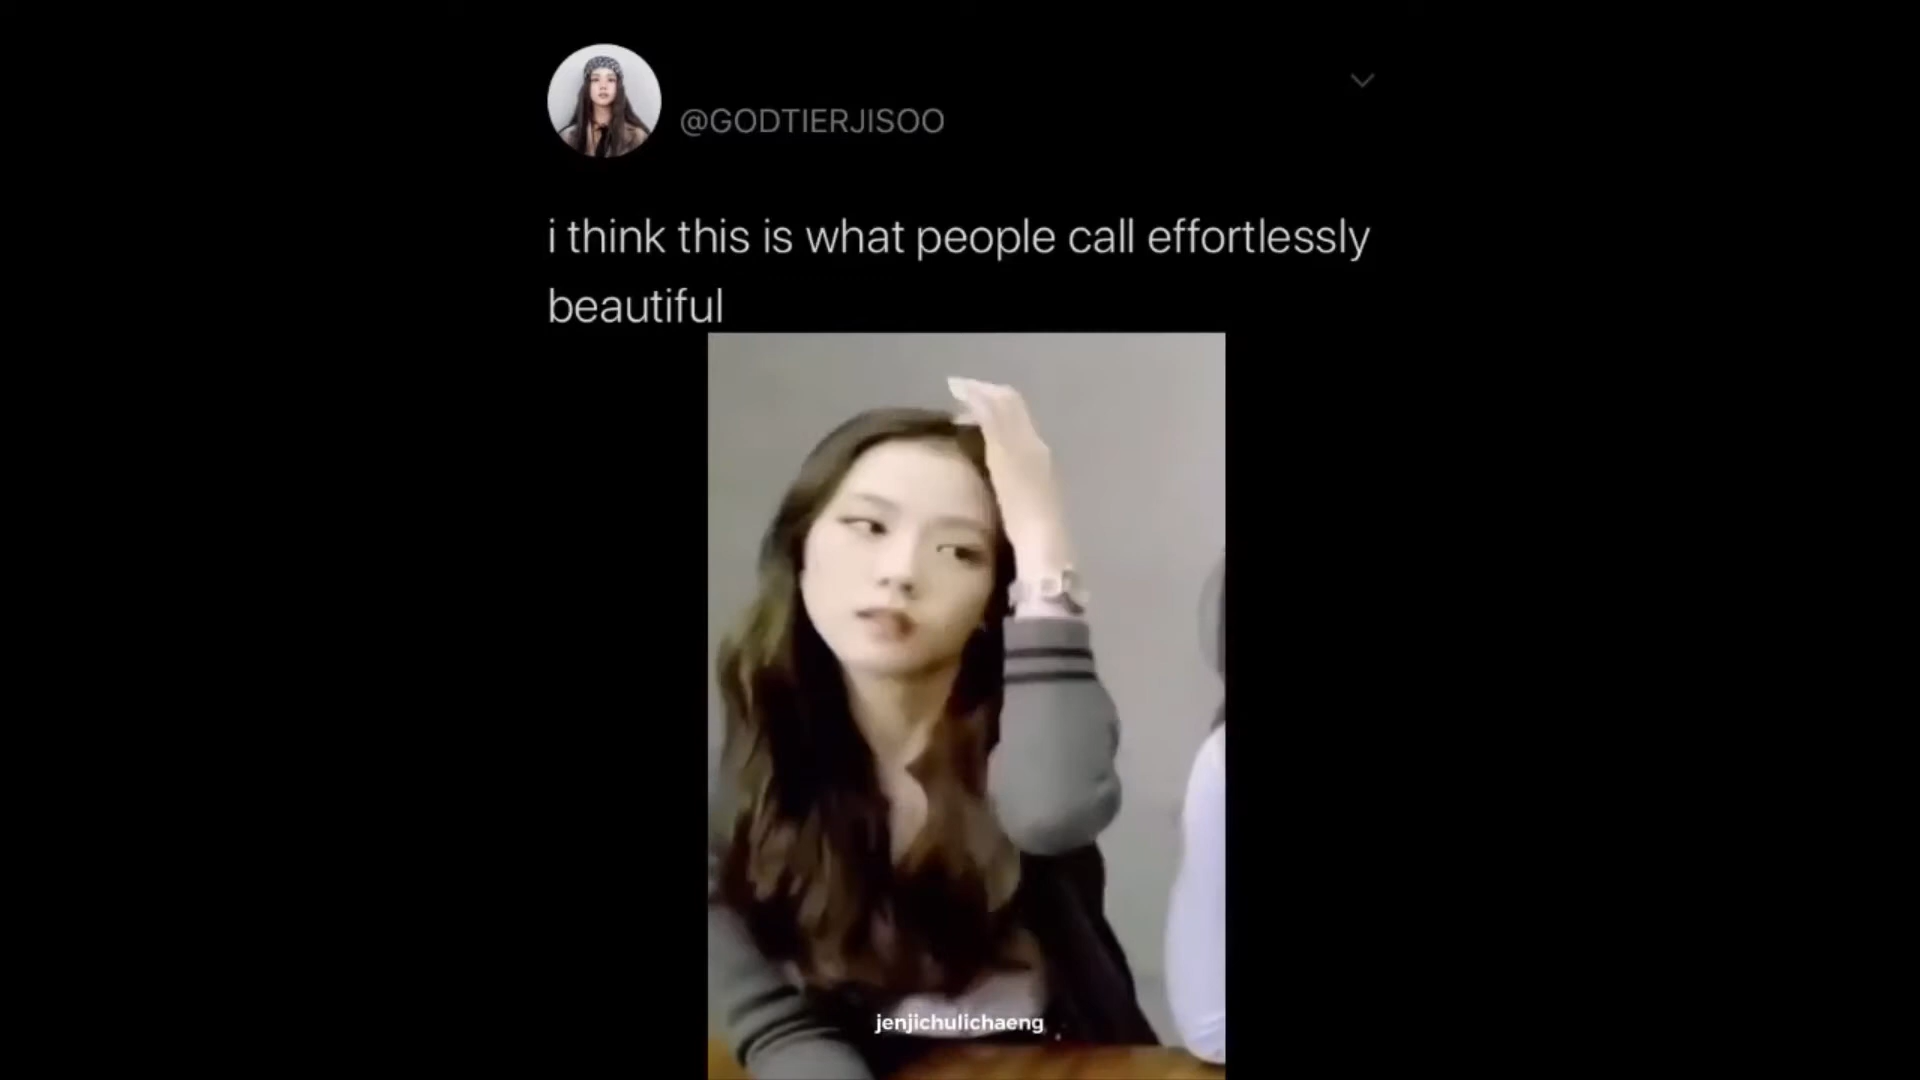 @GODTIERJISOO
i think this is what people call effortlessly
beautiful
jenjichulichaeng